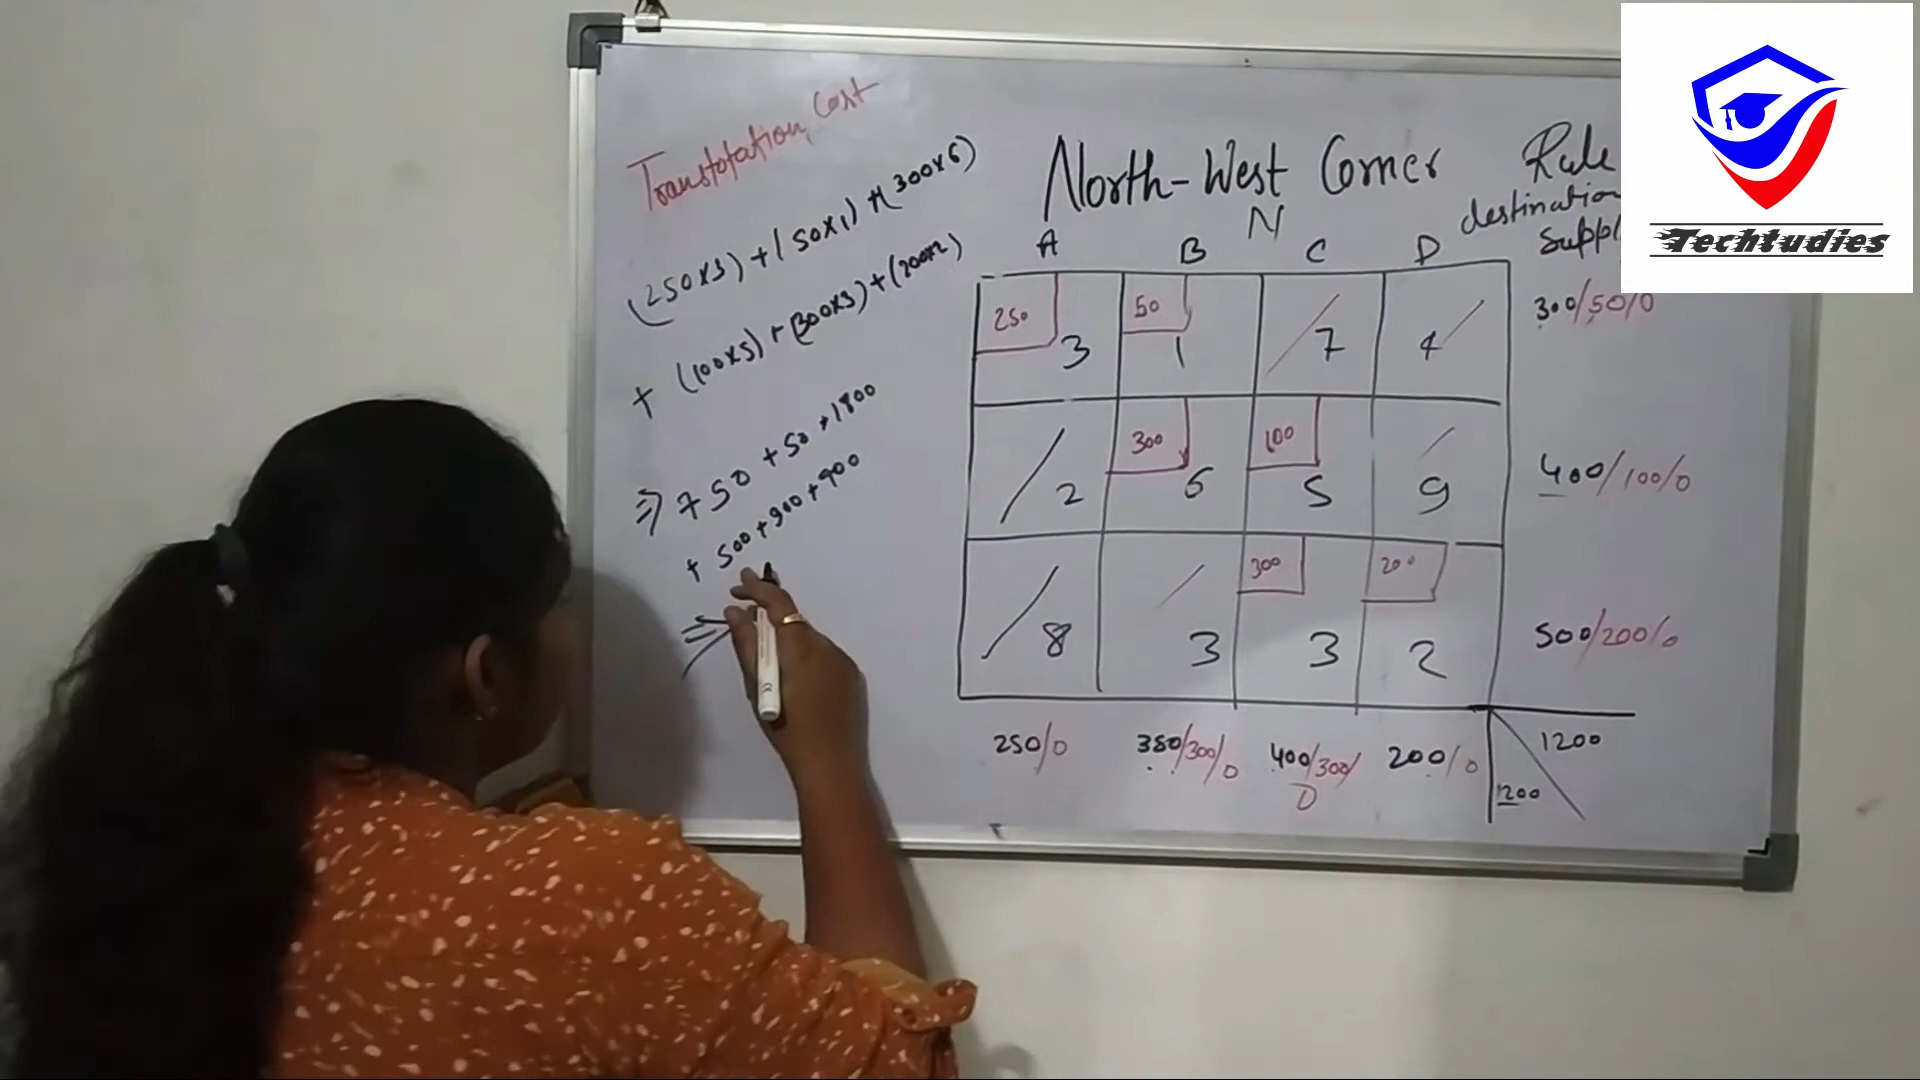 Transtotation Cost
(250x3) + (50x1) + (300x6)
+ (100x5) + (300x3) + (200x2)
⇒ 750 + 50 + 1800
+ 500 + 900 + 400
⇒
North-West Corner Rule
N
destination
A B C D
250 3 50 1 7 4 300/50/0
2 300 6 100 5 9 400/100/0
8 3 300 3 200 2 500/200/0
250/0 350/300/0 400/300/0 200/0 1200
1200
Techtudies